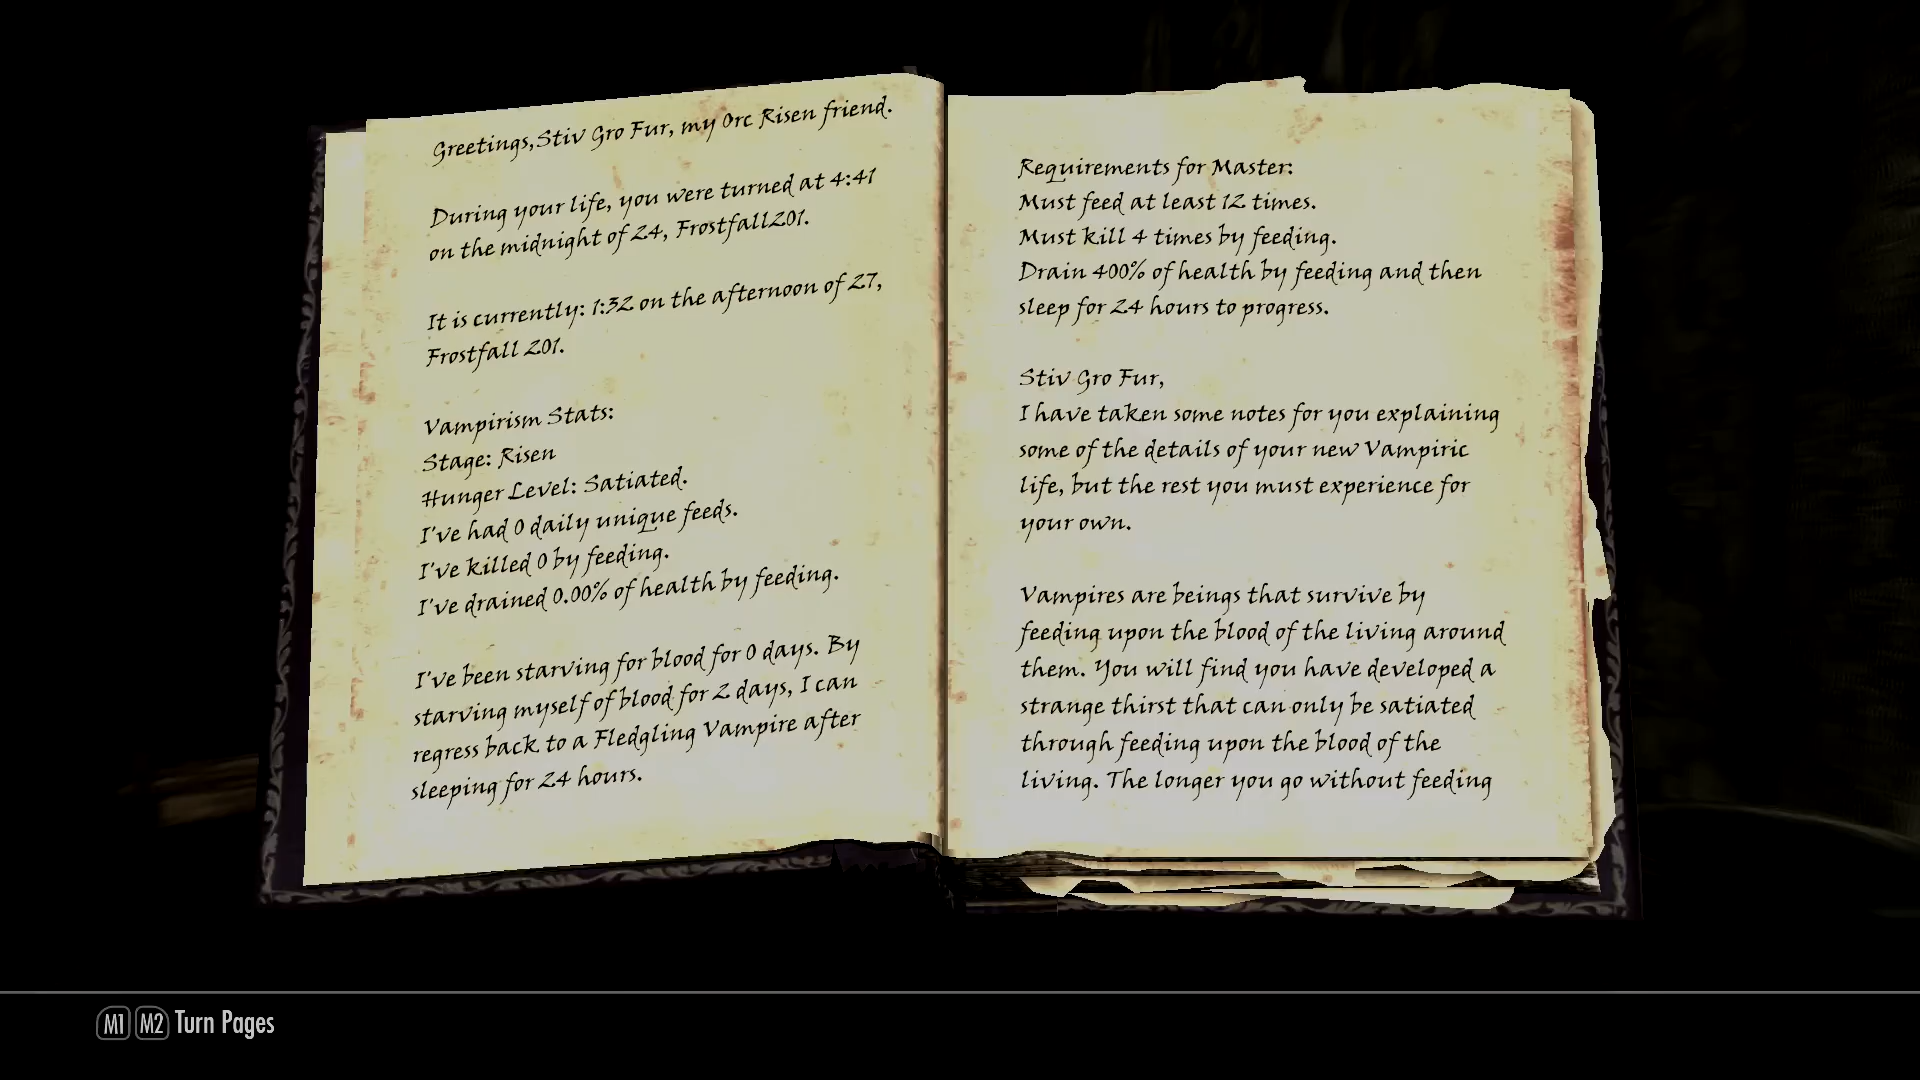 Greetings,Stiv Gro Fur, my Orc Risen friend.
During your life, you were turned at 4:41
on the midnight of 24, Frostfall201.
It is currently: 1:32 on the afternoon of 27,
Frostfall 201.
Vampirism Stats:
Stage: Risen
Hunger Level: Satiated.
I've had 0 daily unique feeds.
I've killed 0 by feeding.
I've drained 0.00% of health by feeding.
I've been starving for blood for 0 days. By
starving myself of blood for 2 days, I can
regress back to a Fledgling Vampire after
sleeping for 24 hours.
Requirements for Master:
Must feed at least 12 times.
Must kill 4 times by feeding.
Drain 400% of health by feeding and then
sleep for 24 hours to progress.
Stiv Gro Fur,
I have taken some notes for you explaining
some of the details of your new Vampiric
life, but the rest you must experience for
your own.
Vampires are beings that survive by
feeding upon the blood of the living around
them. You will find you have developed a
strange thirst that can only be satiated
through feeding upon the blood of the
living. The longer you go without feeding
M1 M2 Turn Pages